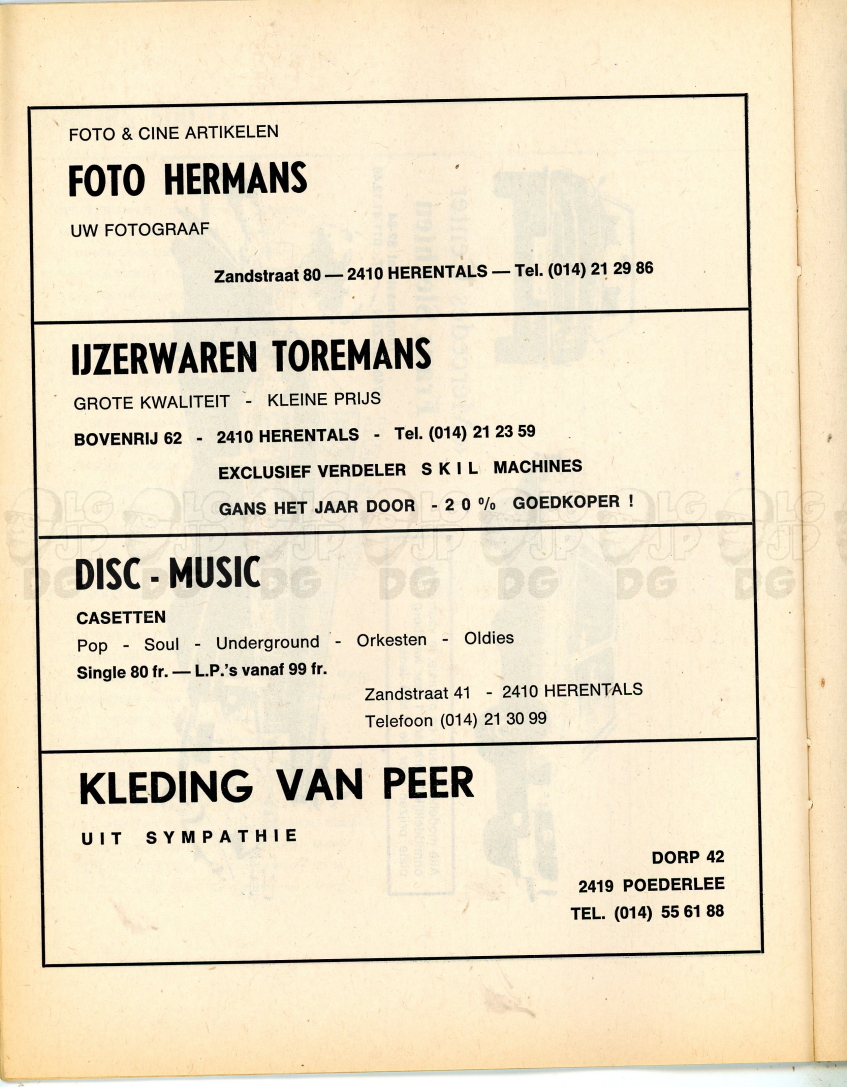 FOTO & CINE ARTIKELEN
FOTO HERMANS
UW FOTOGRAAF
Zandstraat 80 — 2410 HERENTALS — Tel. (014) 21 29 86
IJZERWAREN TOREMANS
GROTE KWALITEIT - KLEINE PRIJS
BOVENRIJ 62 - 2410 HERENTALS - Tel. (014) 21 23 59
EXCLUSIEF VERDELER S K I L MACHINES
GANS HET JAAR DOOR - 2 0 % GOEDKOPER !
DISC - MUSIC
CASETTEN
Pop - Soul - Underground - Orkesten - Oldies
Single 80 fr. — L.P.'s vanaf 99 fr.
Zandstraat 41 - 2410 HERENTALS
Telefoon (014) 21 30 99
KLEDING VAN PEER
UIT SYMPATHIE
DORP 42
2419 POEDERLEE
TEL. (014) 55 61 88